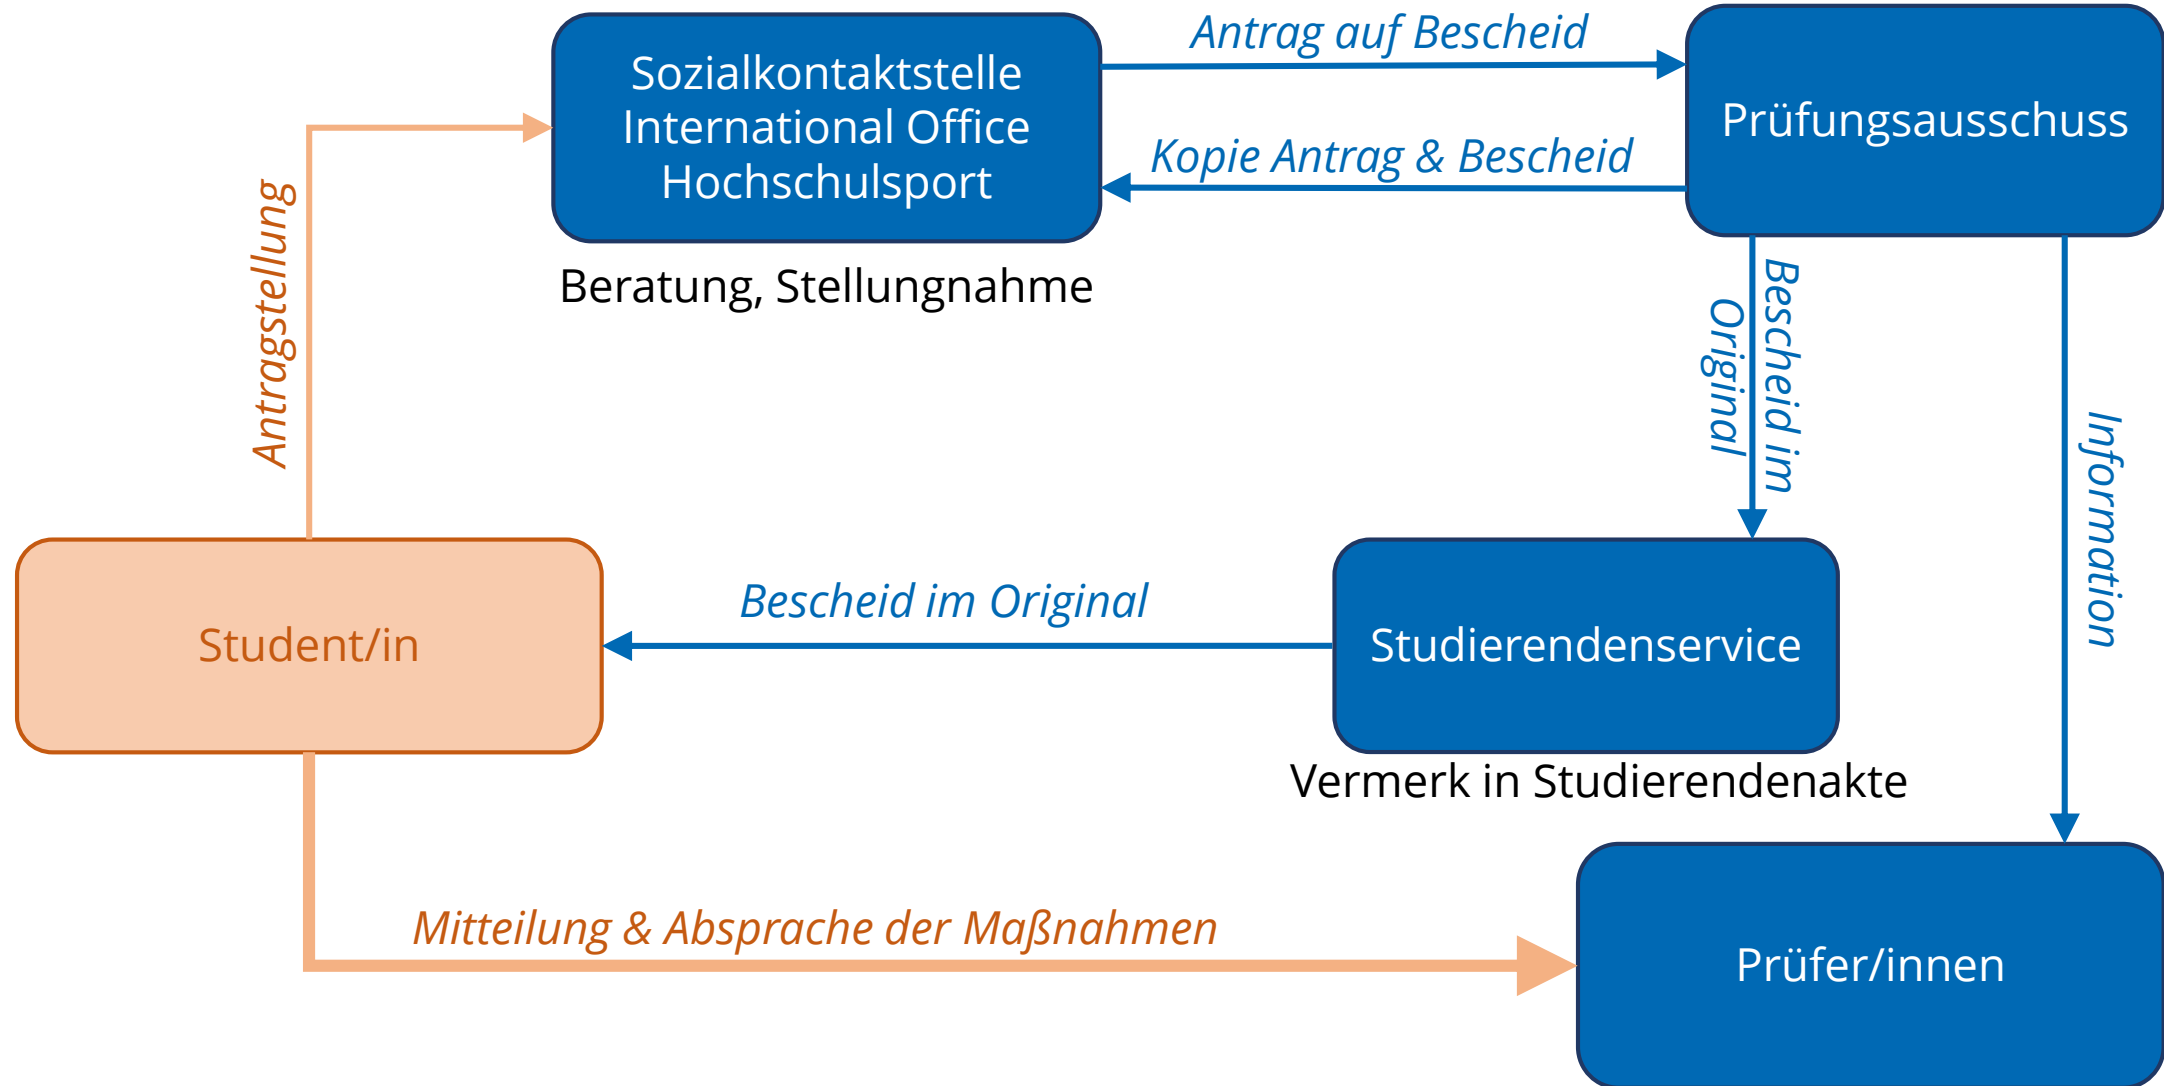 Antrag auf Bescheid
Sozialkontaktstelle
International Office
Hochschulsport
Prüfungsausschuss
Kopie Antrag & Bescheid
Beratung, Stellungnahme
Antragstellung
Bescheid im
Original
Information
Student/in
Bescheid im Original
Studierendenservice
Vermerk in Studierendenakte
Mitteilung & Absprache der Maßnahmen
Prüfer/innen